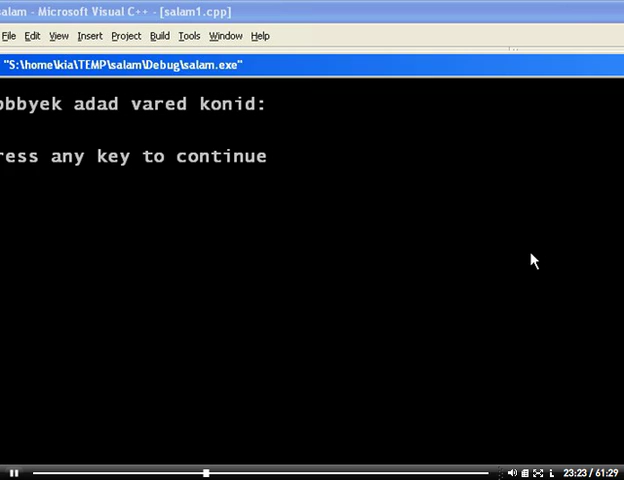 salam - Microsoft Visual C++ - [salam1.cpp]
File Edit View Insert Project Build Tools Window Help
"S:\home\kia\TEMP\salam\Debug\salam.exe"
obbyek adad vared konid:
ress any key to continue
23:23 / 61:29